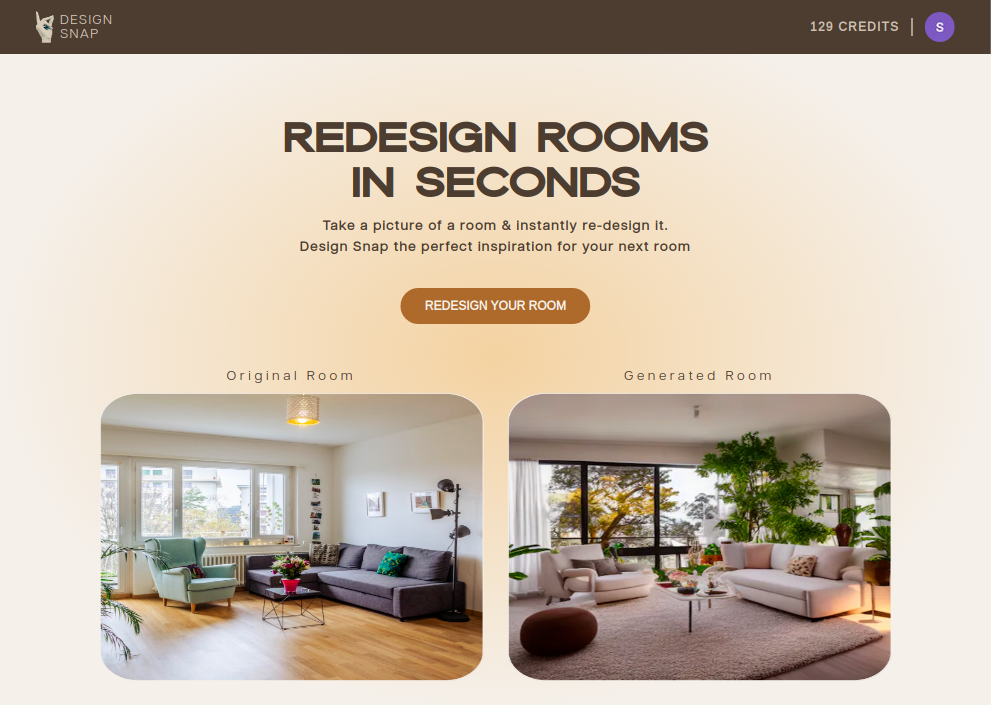 DESIGN
SNAP
129 CREDITS
S
REDESIGN ROOMS
IN SECONDS
Take a picture of a room & instantly re-design it.
Design Snap the perfect inspiration for your next room
REDESIGN YOUR ROOM
Original Room
Generated Room